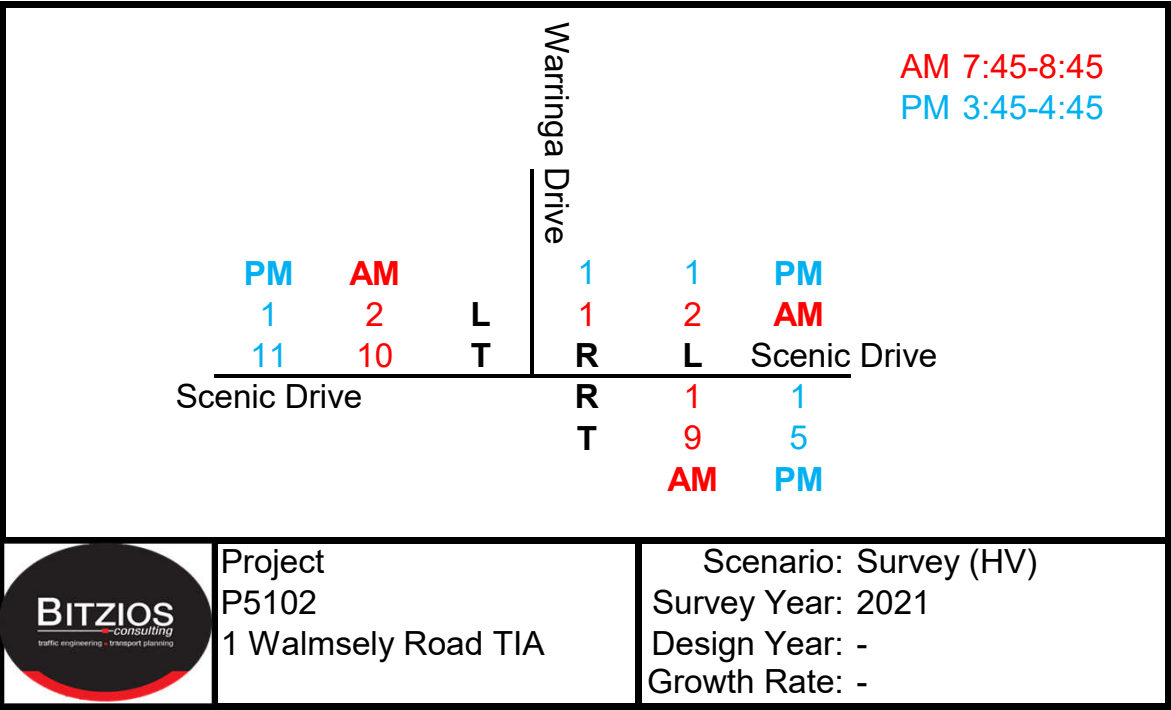 Warringa Drive
AM 7:45-8:45
PM 3:45-4:45
PM AM 1 1 PM
1 2 L 1 2 AM
11 10 T R L Scenic Drive
Scenic Drive R 1 1
T 9 5
AM PM
BITZIOS
consulting
traffic engineering • transport planning
Project
P5102
1 Walmsely Road TIA
Scenario: Survey (HV)
Survey Year: 2021
Design Year: -
Growth Rate: -